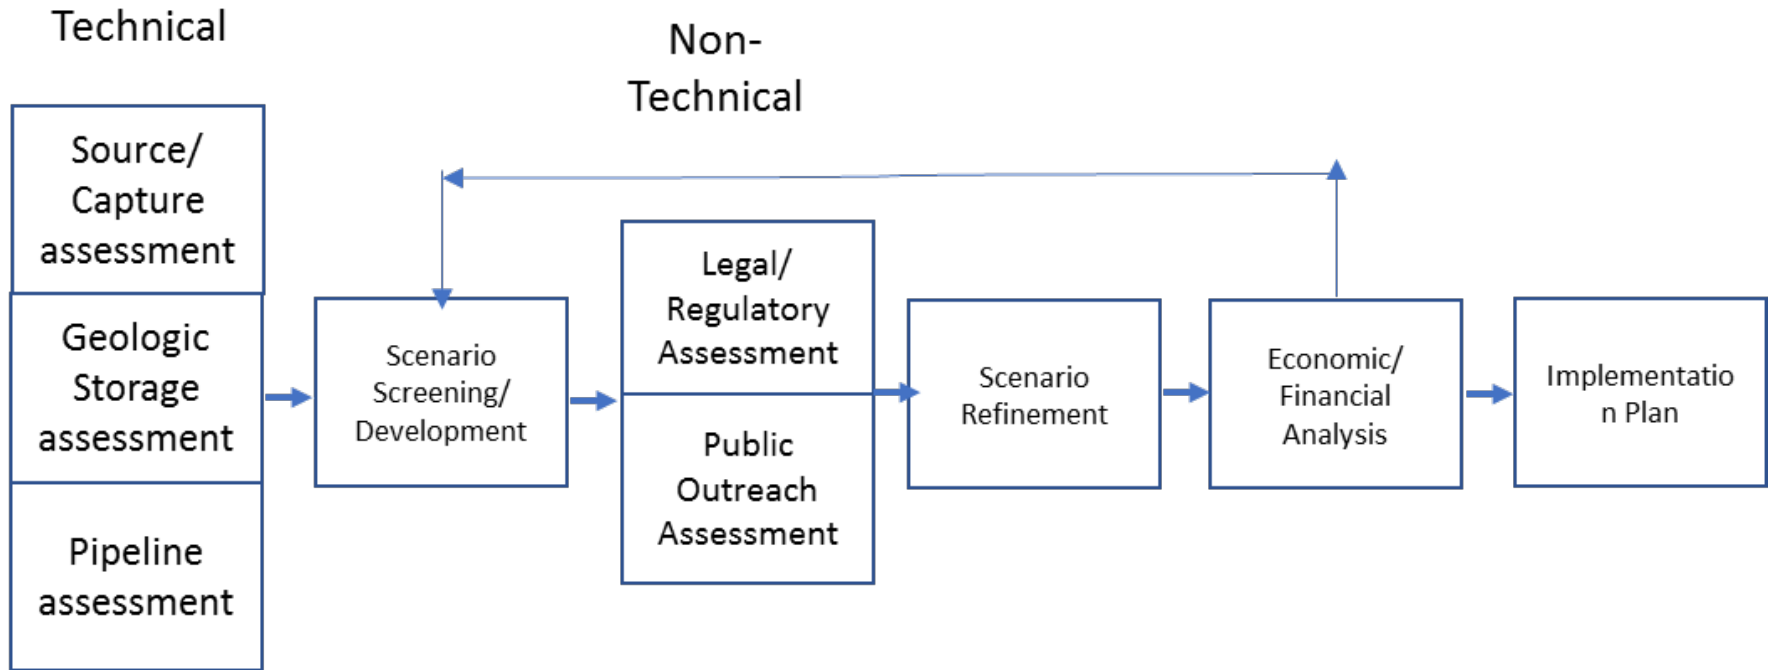 Technical
Non-
Technical
Source/
Capture
assessment
Geologic
Storage
assessment
Pipeline
assessment
Scenario
Screening/
Development
Legal/
Regulatory
Assessment
Public
Outreach
Assessment
Scenario
Refinement
Economic/
Financial
Analysis
Implementatio
n Plan